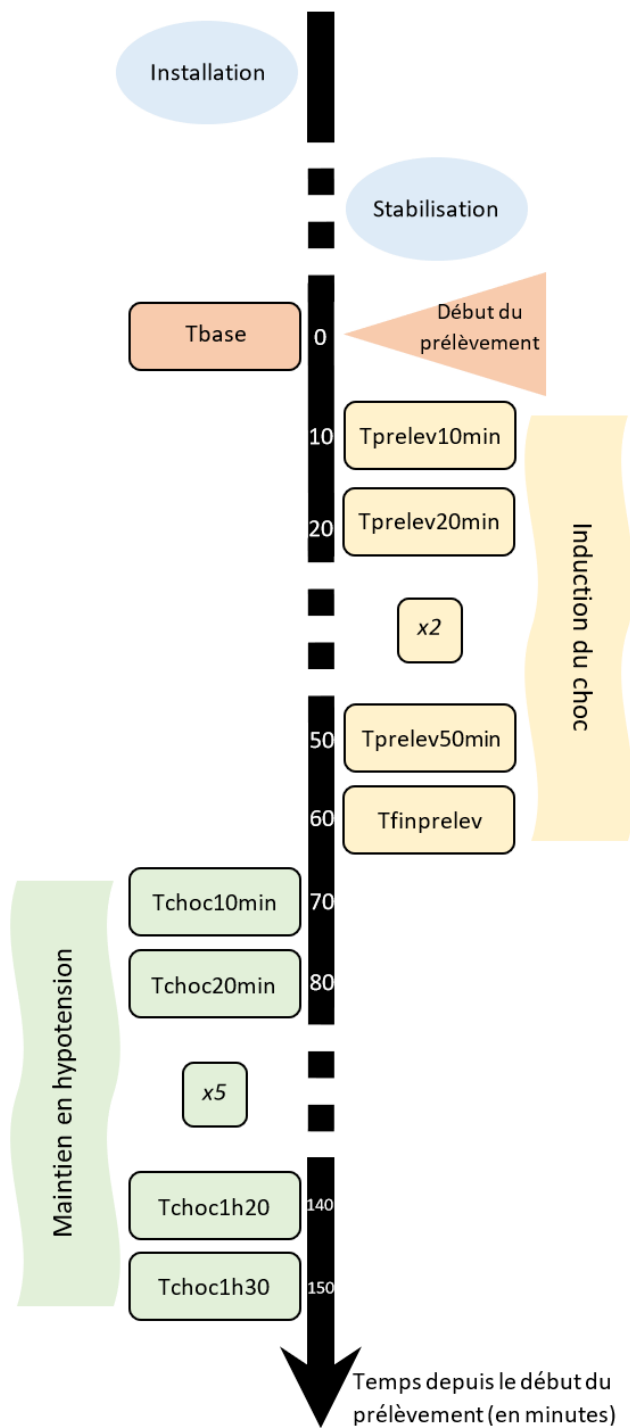 Installation
Stabilisation
Tbase
0
Début du
prélèvement
10
Tprelev10min
20
Tprelev20min
x2
Induction du choc
50
Tprelev50min
60
Tfinprelev
Tchoc10min
70
Tchoc20min
80
Maintien en hypotension
x5
Tchoc1h20
140
Tchoc1h30
150
Temps depuis le début du
prélèvement (en minutes)